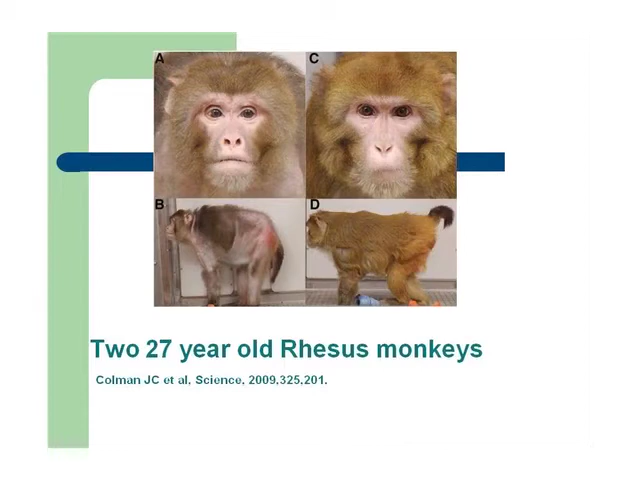 A
C
B
D
Two 27 year old Rhesus monkeys
Colman JC et al, Science, 2009,325,201.